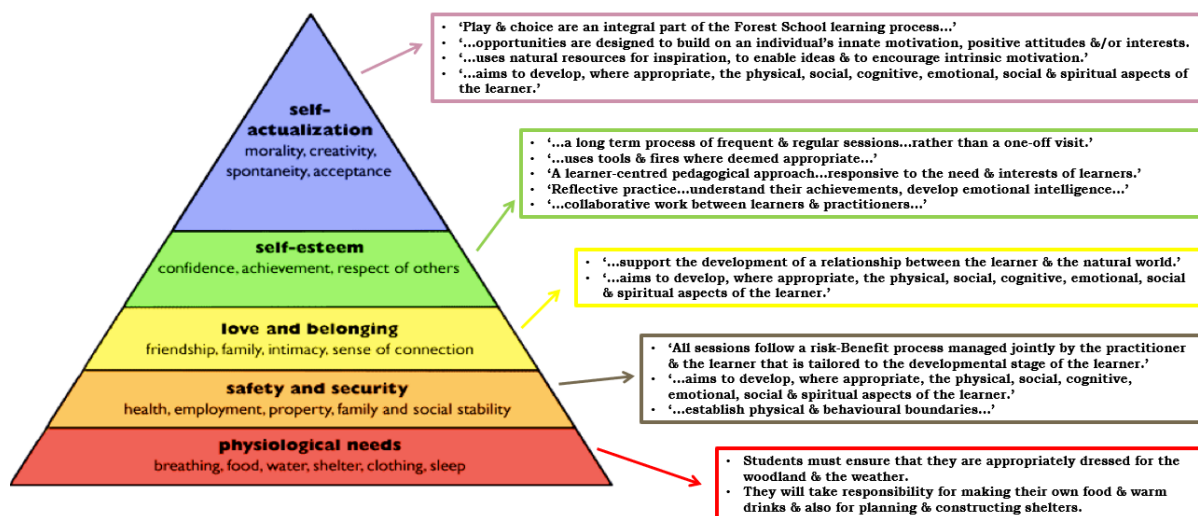 self-
actualization
morality, creativity,
spontaneity, acceptance
self-esteem
confidence, achievement, respect of others
love and belonging
friendship, family, intimacy, sense of connection
safety and security
health, employment, property, family and social stability
physiological needs
breathing, food, water, shelter, clothing, sleep
• ‘Play & choice are an integral part of the Forest School learning process...’
• ‘...opportunities are designed to build on an individual’s innate motivation, positive attitudes &/or interests.
• ‘...uses natural resources for inspiration, to enable ideas & to encourage intrinsic motivation.’
• ‘...aims to develop, where appropriate, the physical, social, cognitive, emotional, social & spiritual aspects of
the learner.’
• ‘...a long term process of frequent & regular sessions...rather than a one-off visit.’
• ‘...uses tools & fires where deemed appropriate...’
• ‘A learner-centred pedagogical approach...responsive to the need & interests of learners.’
• ‘Reflective practice...understand their achievements, develop emotional intelligence...’
• ‘...collaborative work between learners & practitioners...’
• ‘...support the development of a relationship between the learner & the natural world.’
• ‘...aims to develop, where appropriate, the physical, social, cognitive, emotional, social
& spiritual aspects of the learner.’
• ‘All sessions follow a risk-Benefit process managed jointly by the practitioner
& the learner that is tailored to the developmental stage of the learner.’
• ‘...aims to develop, where appropriate, the physical, social, cognitive,
emotional, social & spiritual aspects of the learner.’
• ‘...establish physical & behavioural boundaries...’
• Students must ensure that they are appropriately dressed for the
woodland & the weather.
• They will take responsibility for making their own food & warm
drinks & also for planning & constructing shelters.